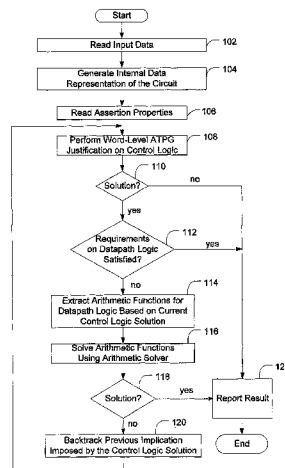 Start
Read Input Data
102
Generate Internal Data
Representation of the Circuit
104
Read Assertion Properties
106
Perform Word-Level ATPG
Justification on Control Logic
108
110
Solution?
no
yes
112
Requirements
on Datapath Logic
Satisfied?
yes
no
114
Extract Arithmetic Functions for
Datapath Logic Based on Current
Control Logic Solution
116
Solve Arithmetic Functions
Using Arithmetic Solver
118
Solution?
yes
12
Report Result
no
120
Backtrack Previous Implication
Imposed by the Control Logic Solution
End